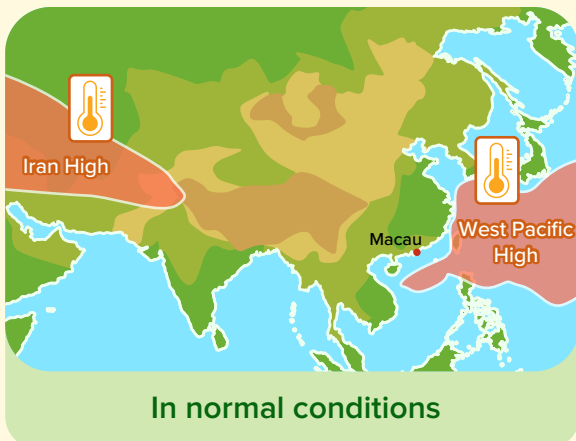 Iran High
West Pacific
High
Macau
In normal conditions